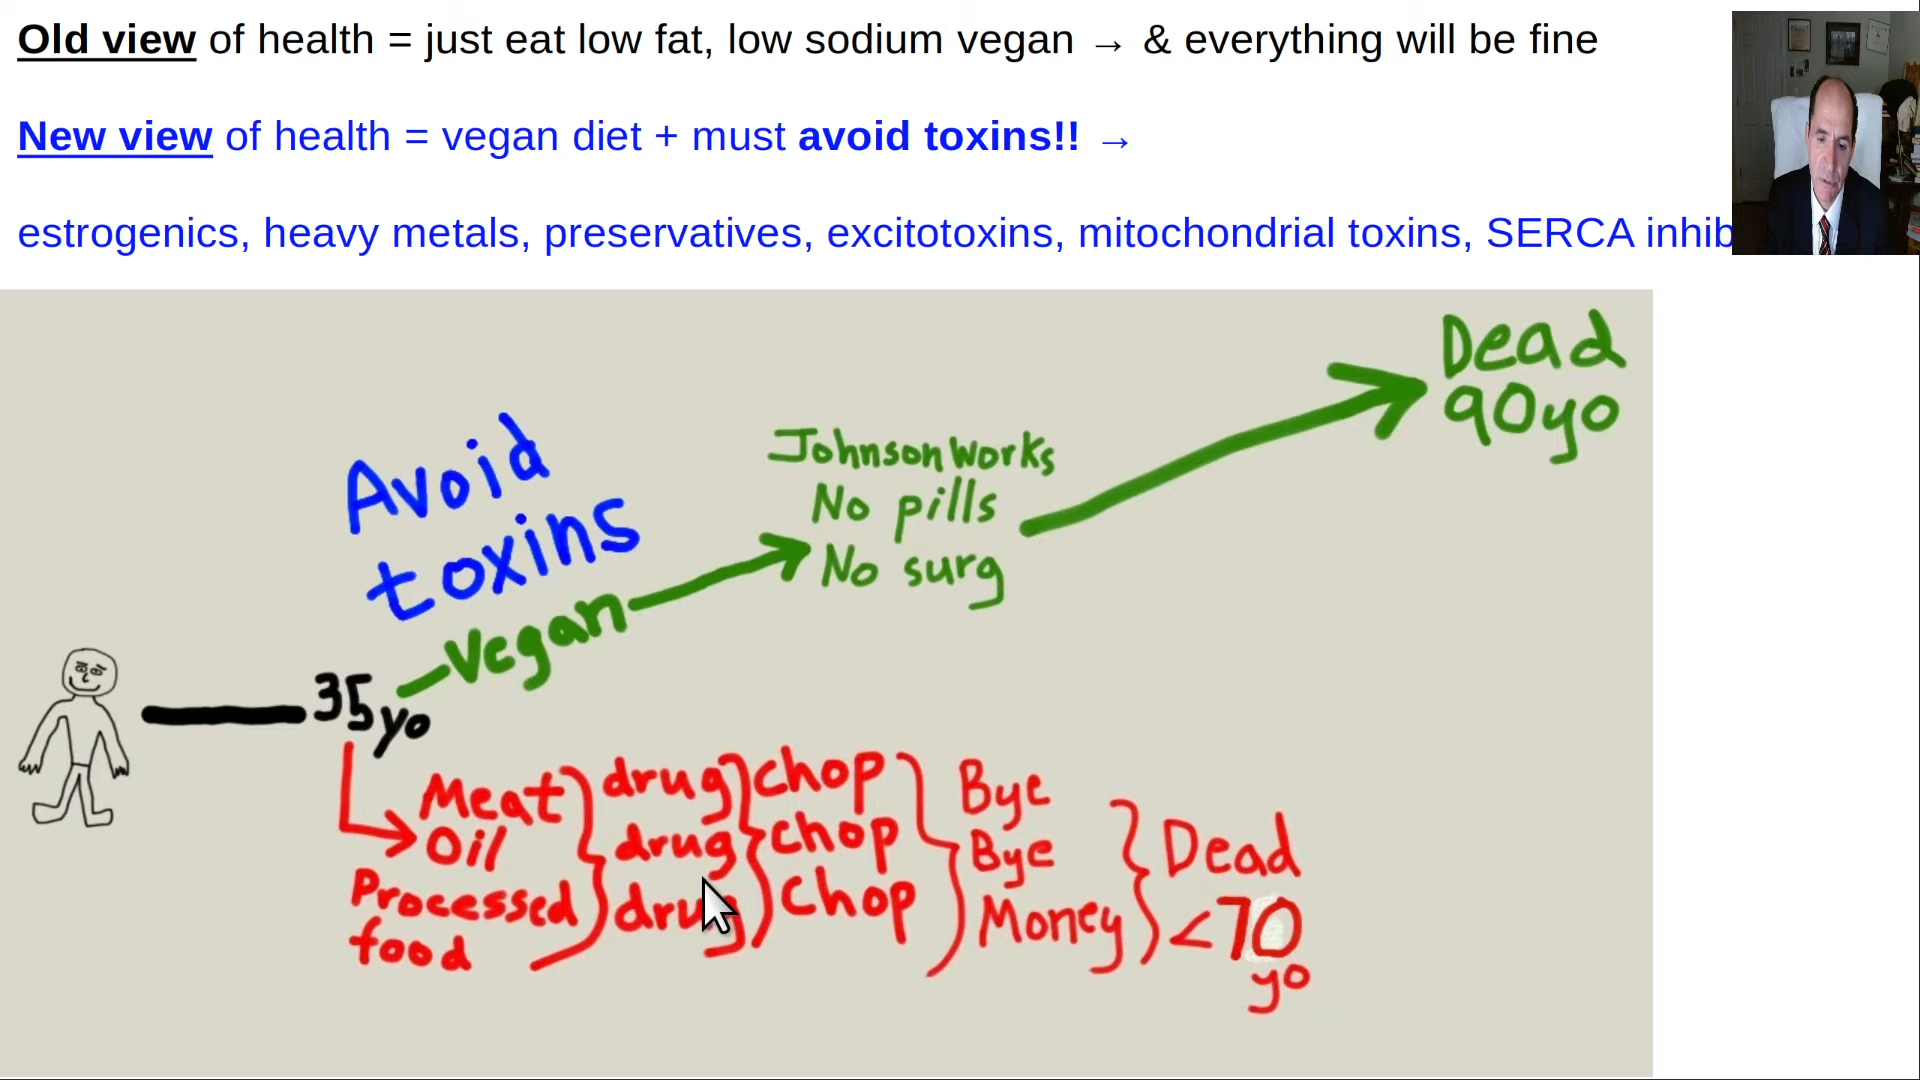 Old view of health = just eat low fat, low sodium vegan → & everything will be fine
New view of health = vegan diet + must avoid toxins!! →
estrogenics, heavy metals, preservatives, excitotoxins, mitochondrial toxins, SERCA inhib
Dead
90yo
Avoid
toxins
Johnson Works
No pills
No surg
Vegan
35yo
Meat
Oil
Processed
food
drug
drug
drug
chop
chop
chop
Bye
Bye
Money
Dead
<70
yo